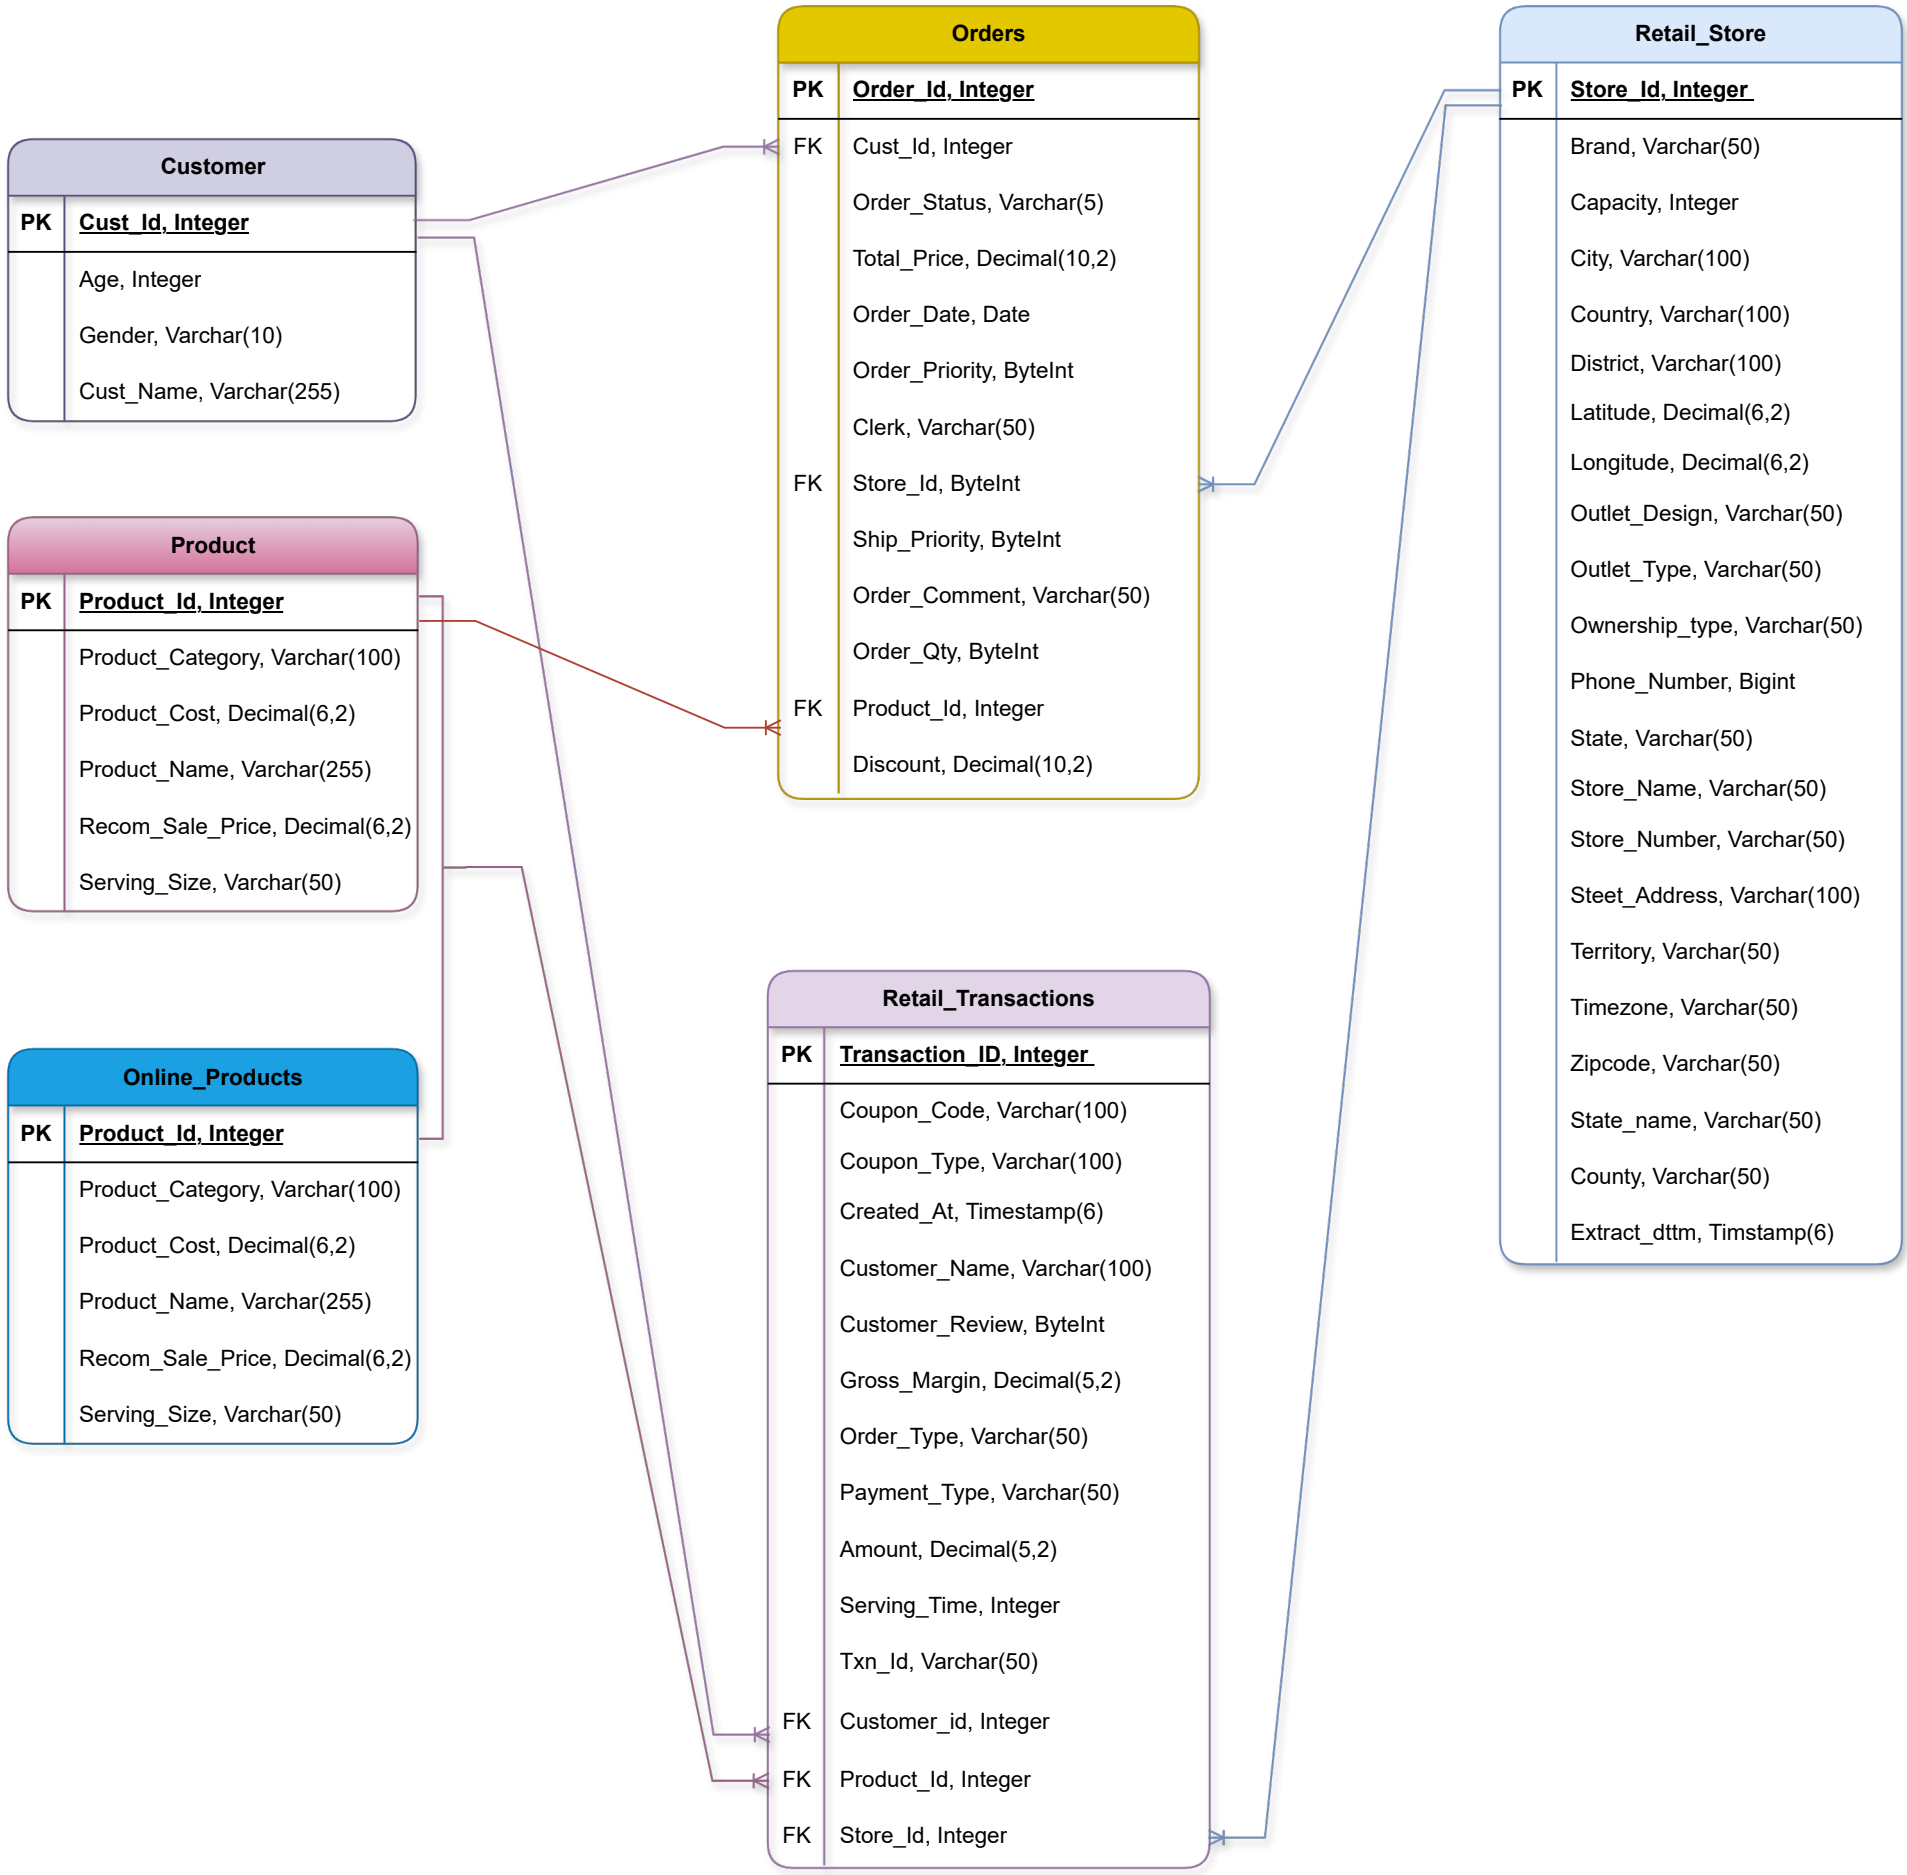 Customer
PK Cust_Id, Integer
Age, Integer
Gender, Varchar(10)
Cust_Name, Varchar(255)
Product
PK Product_Id, Integer
Product_Category, Varchar(100)
Product_Cost, Decimal(6,2)
Product_Name, Varchar(255)
Recom_Sale_Price, Decimal(6,2)
Serving_Size, Varchar(50)
Online_Products
PK Product_Id, Integer
Product_Category, Varchar(100)
Product_Cost, Decimal(6,2)
Product_Name, Varchar(255)
Recom_Sale_Price, Decimal(6,2)
Serving_Size, Varchar(50)
Orders
PK Order_Id, Integer
FK Cust_Id, Integer
Order_Status, Varchar(5)
Total_Price, Decimal(10,2)
Order_Date, Date
Order_Priority, ByteInt
Clerk, Varchar(50)
FK Store_Id, ByteInt
Ship_Priority, ByteInt
Order_Comment, Varchar(50)
Order_Qty, ByteInt
FK Product_Id, Integer
Discount, Decimal(10,2)
Retail_Transactions
PK Transaction_ID, Integer
Coupon_Code, Varchar(100)
Coupon_Type, Varchar(100)
Created_At, Timestamp(6)
Customer_Name, Varchar(100)
Customer_Review, ByteInt
Gross_Margin, Decimal(5,2)
Order_Type, Varchar(50)
Payment_Type, Varchar(50)
Amount, Decimal(5,2)
Serving_Time, Integer
Txn_Id, Varchar(50)
FK Customer_id, Integer
FK Product_Id, Integer
FK Store_Id, Integer
Retail_Store
PK Store_Id, Integer
Brand, Varchar(50)
Capacity, Integer
City, Varchar(100)
Country, Varchar(100)
District, Varchar(100)
Latitude, Decimal(6,2)
Longitude, Decimal(6,2)
Outlet_Design, Varchar(50)
Outlet_Type, Varchar(50)
Ownership_type, Varchar(50)
Phone_Number, Bigint
State, Varchar(50)
Store_Name, Varchar(50)
Store_Number, Varchar(50)
Steet_Address, Varchar(100)
Territory, Varchar(50)
Timezone, Varchar(50)
Zipcode, Varchar(50)
State_name, Varchar(50)
County, Varchar(50)
Extract_dttm, Timstamp(6)